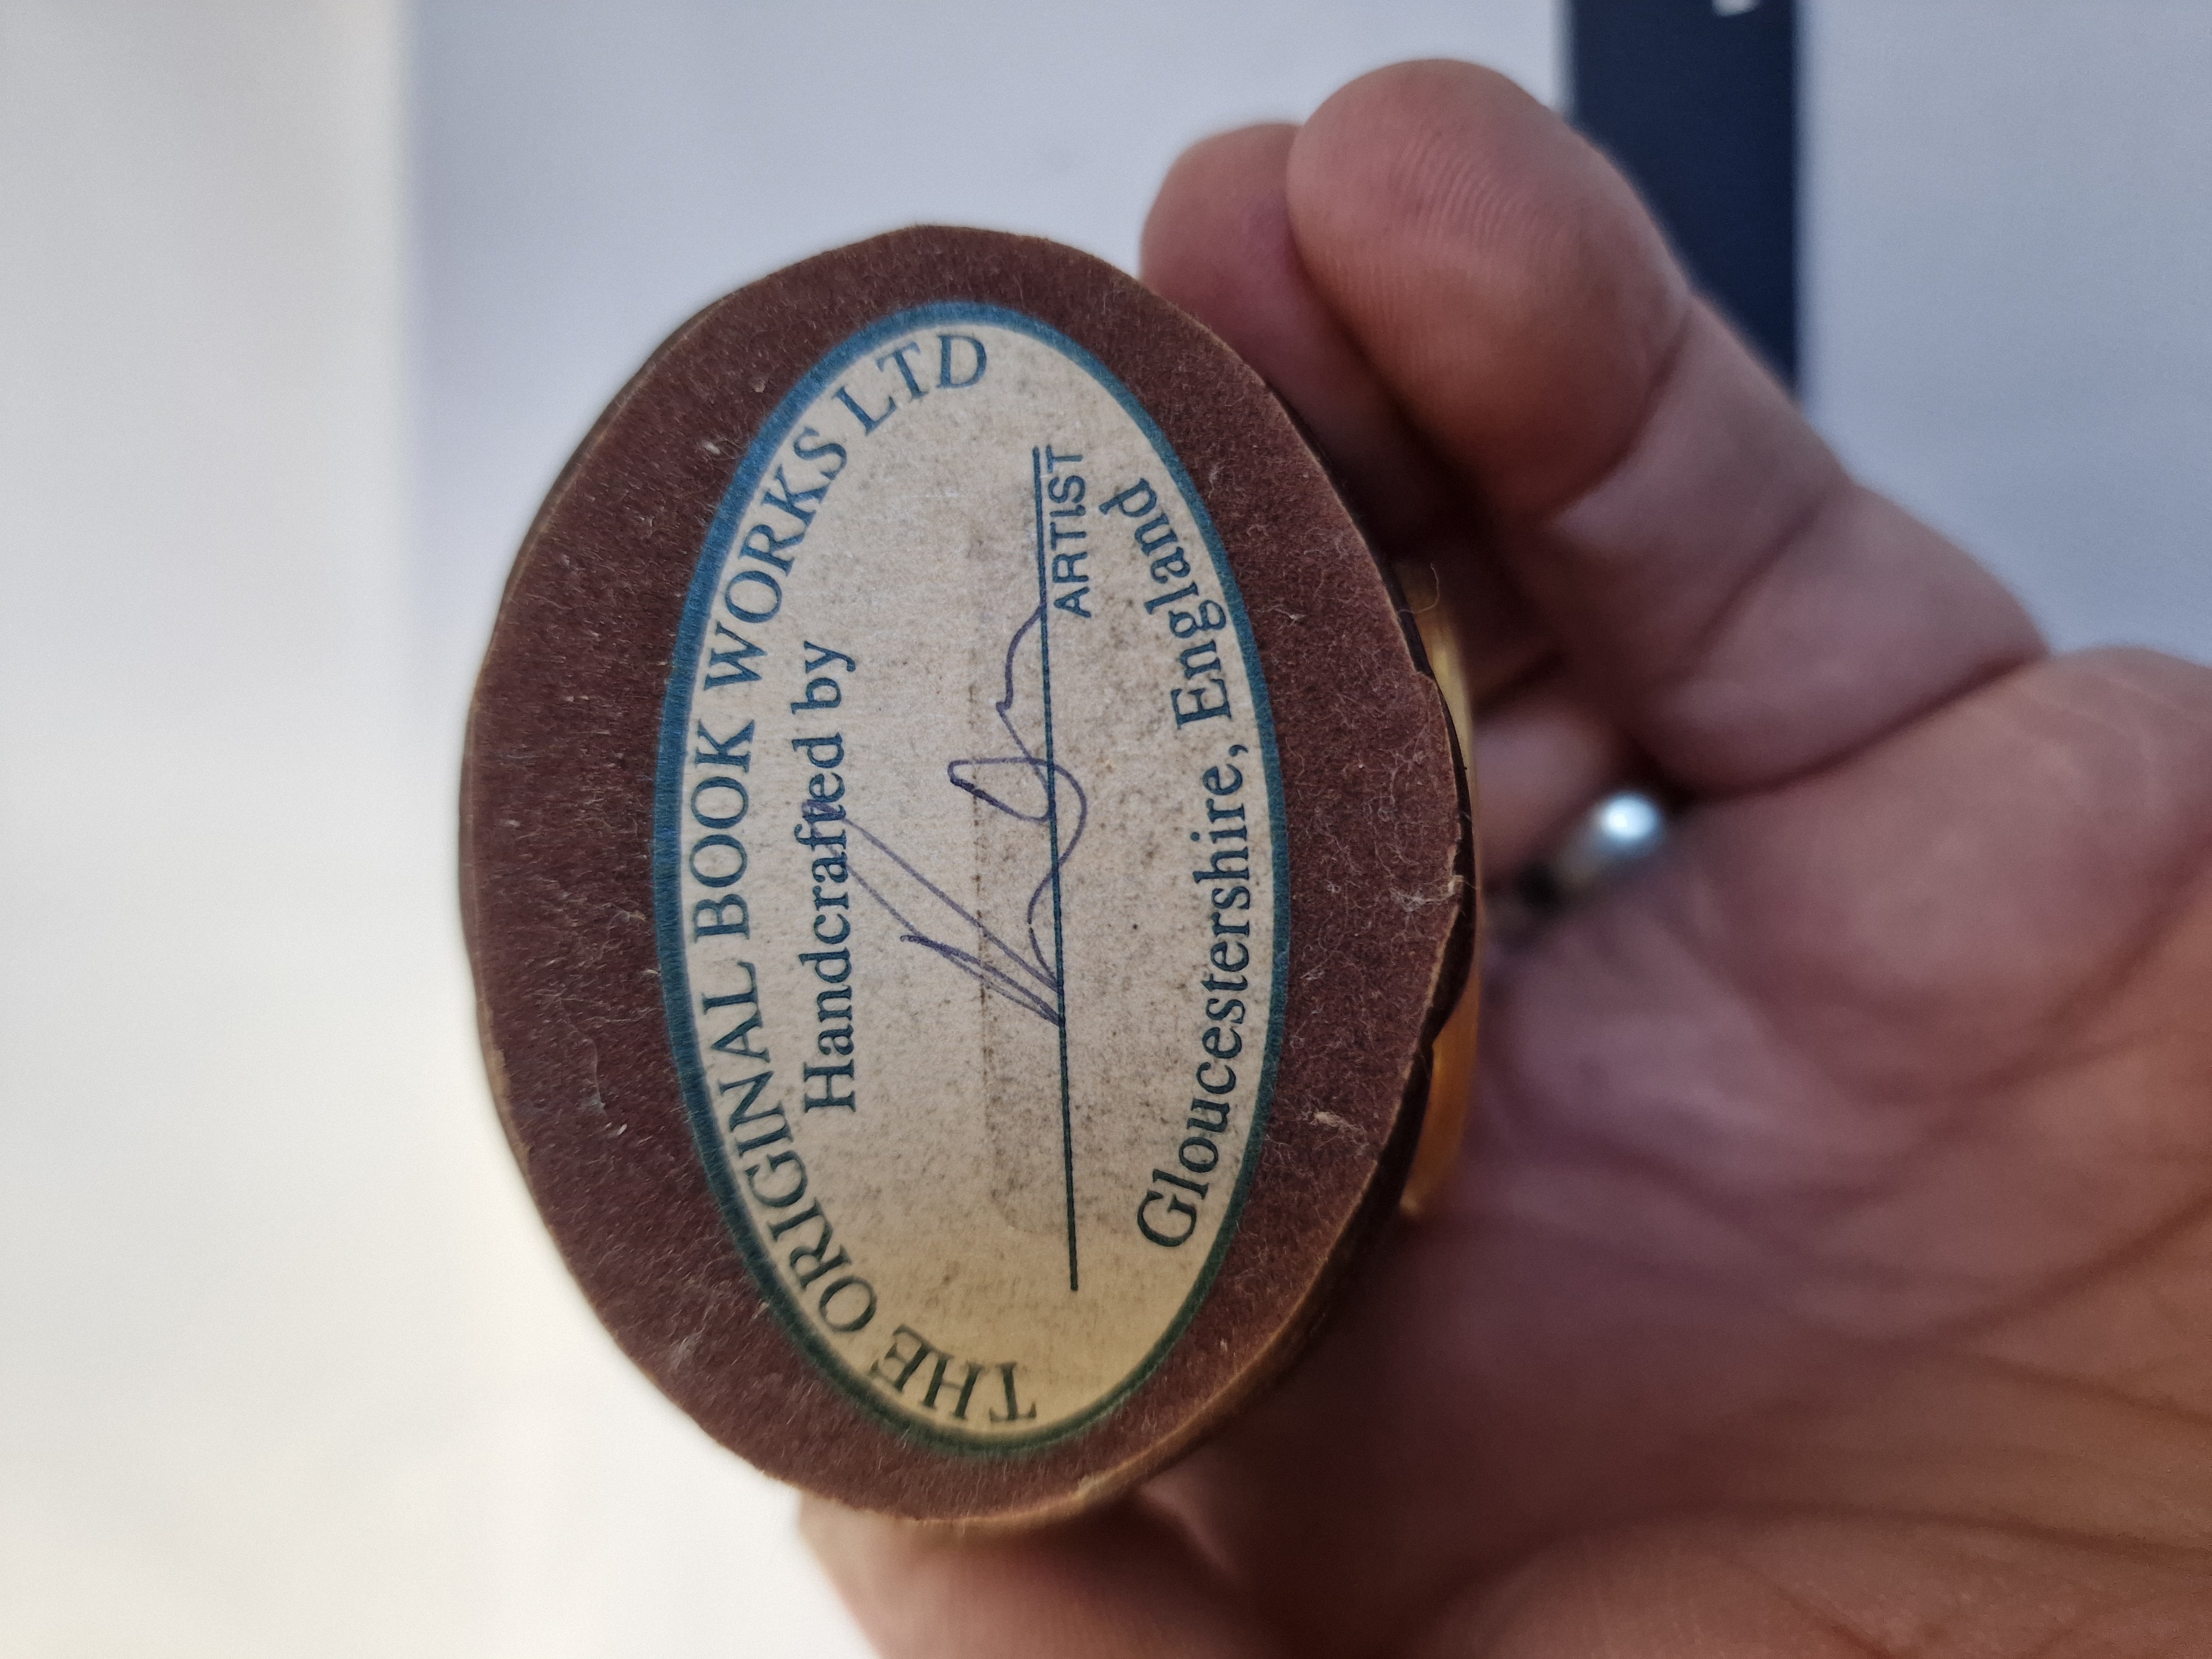 THE ORIGINAL BOOK WORKS LTD
Handcrafted by
ARTIST
Gloucestershire, England